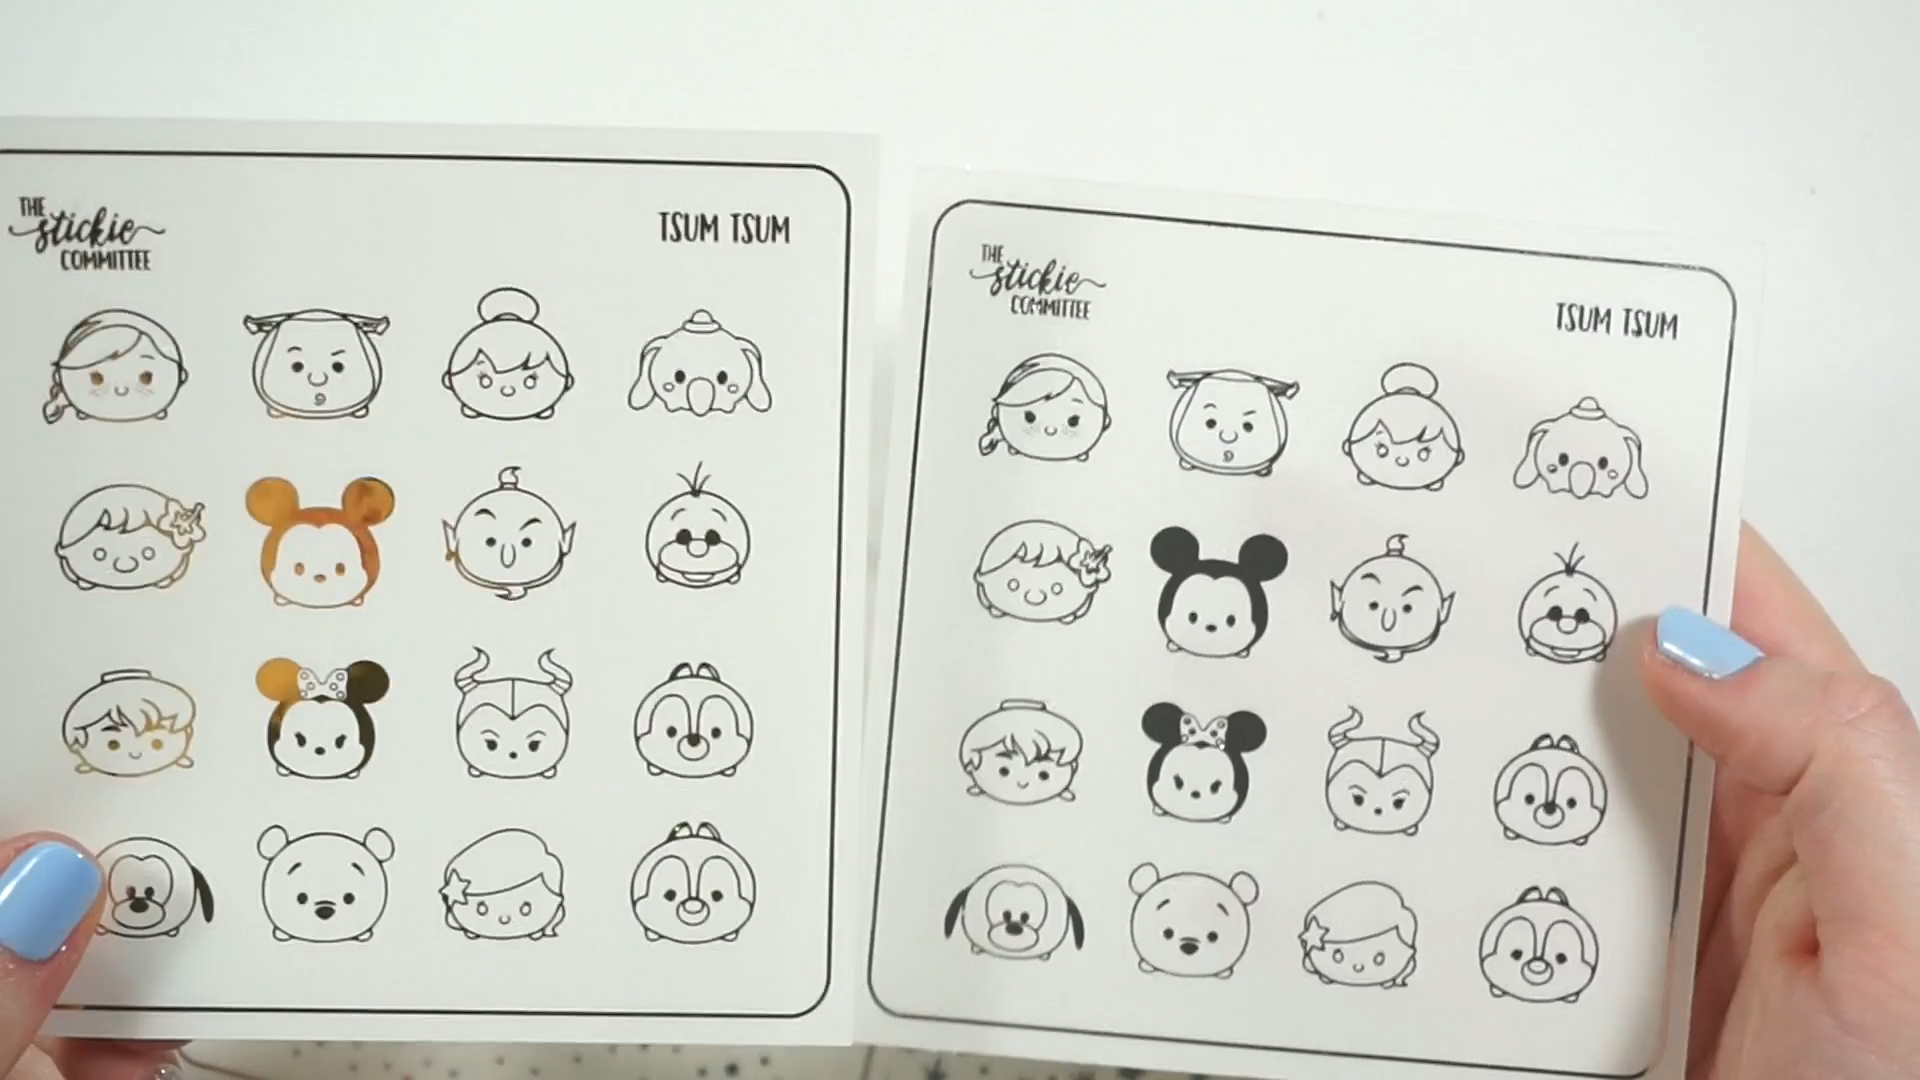 THE
stickie
COMMITTEE
TSUM TSUM
THE
stickie
COMMITTEE
TSUM TSUM